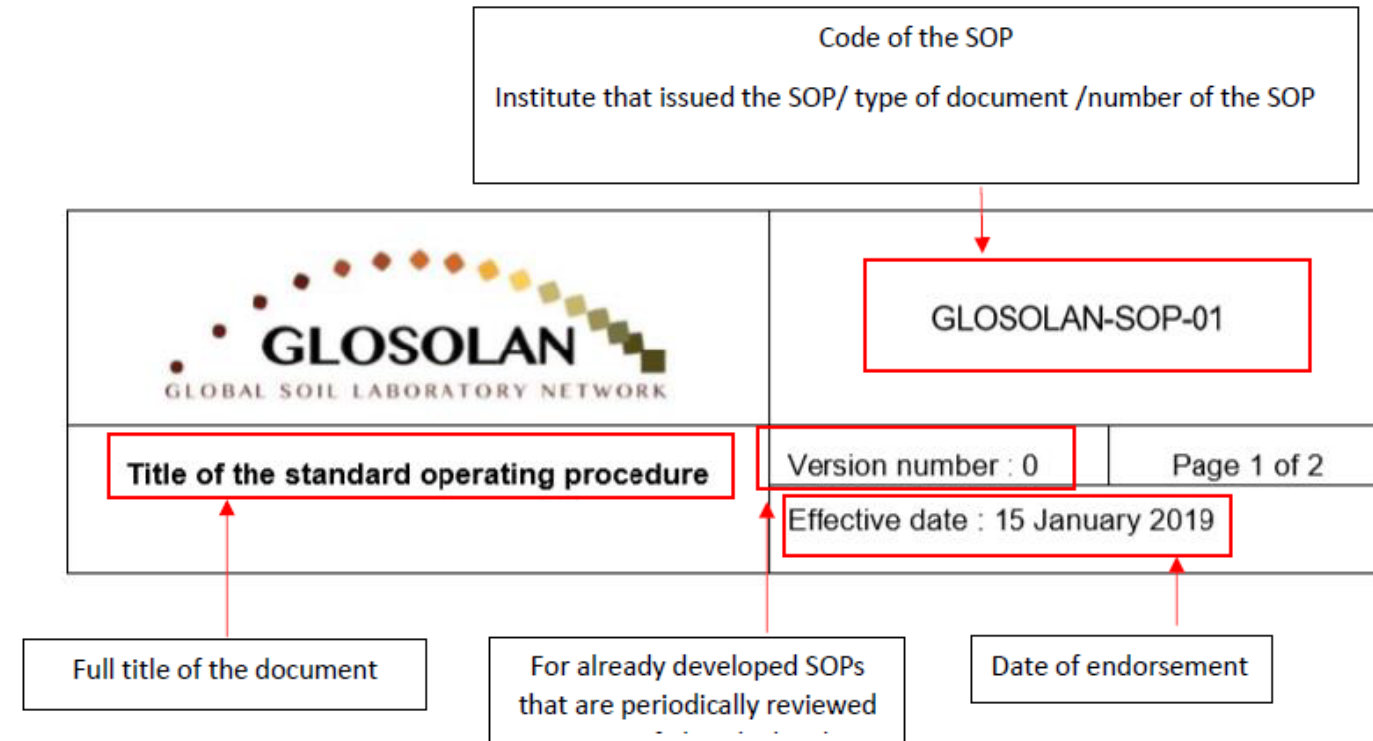 Code of the SOP
Institute that issued the SOP/ type of document /number of the SOP
GLOSOLAN
GLOBAL SOIL LABORATORY NETWORK
GLOSOLAN-SOP-01
Title of the standard operating procedure
Version number : 0
Page 1 of 2
Effective date : 15 January 2019
Full title of the document
For already developed SOPs
that are periodically reviewed
Date of endorsement